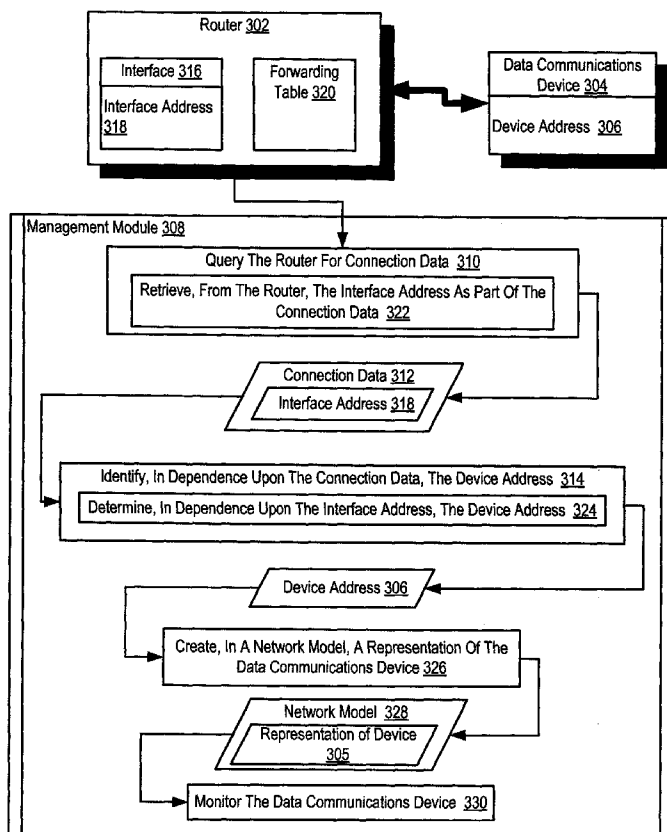 Router 302
Interface 316
Interface Address
318
Forwarding
Table 320
Data Communications
Device 304
Device Address 306
Management Module 308
Query The Router For Connection Data 310
Retrieve, From The Router, The Interface Address As Part Of The
Connection Data 322
Connection Data 312
Interface Address 318
Identify, In Dependence Upon The Connection Data, The Device Address 314
Determine, In Dependence Upon The Interface Address, The Device Address 324
Device Address 306
Create, In A Network Model, A Representation Of The
Data Communications Device 326
Network Model 328
Representation of Device
305
Monitor The Data Communications Device 330